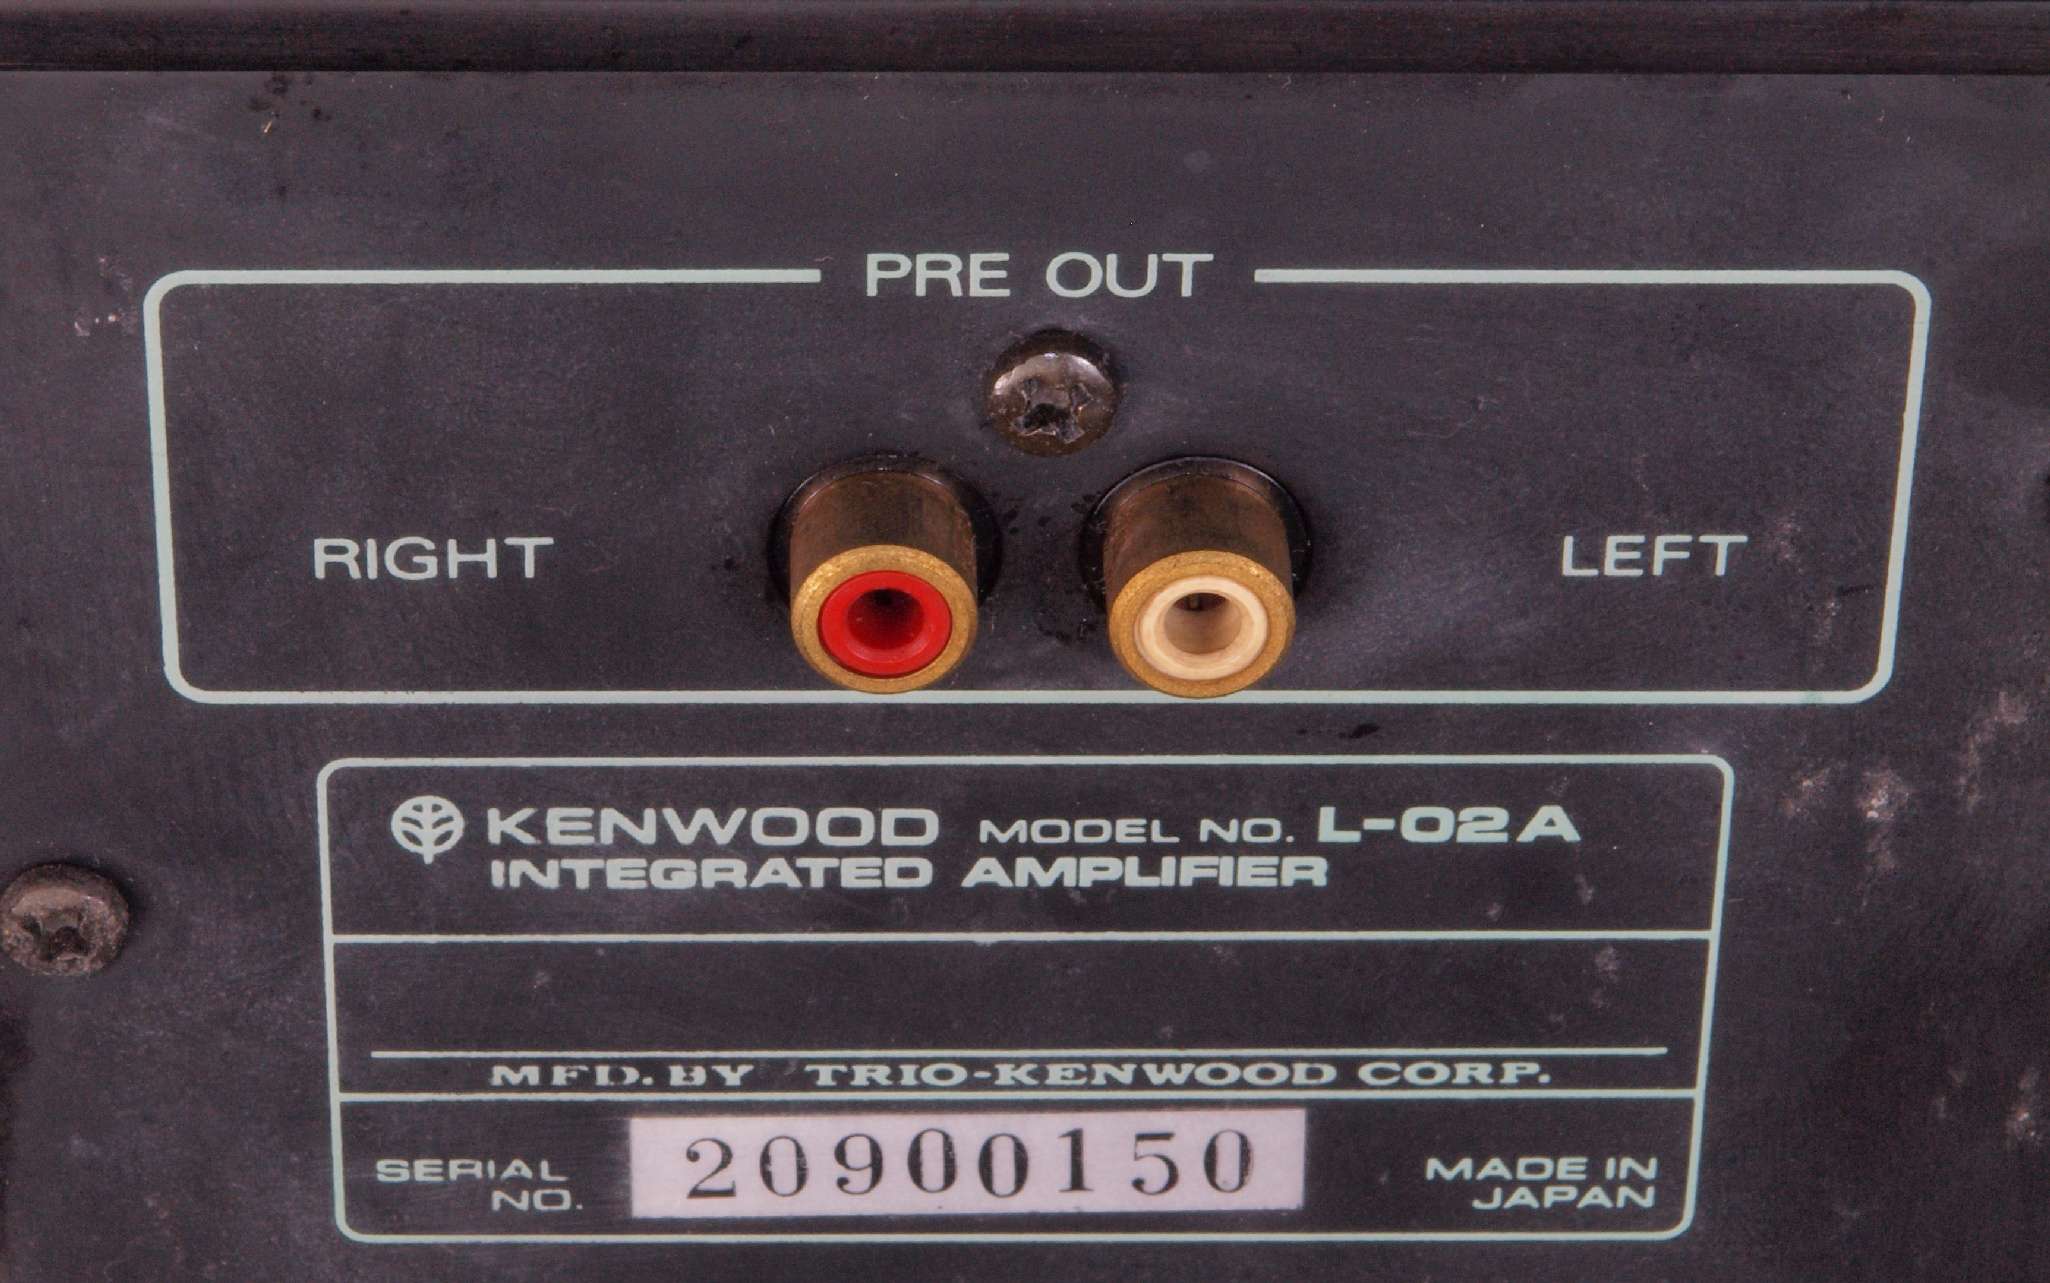 PRE OUT
RIGHT LEFT
KENWOOD MODEL NO. L-02A
INTEGRATED AMPLIFIER
MFD. BY TRIO-KENWOOD CORP.
SERIAL NO. 20900150
MADE IN
JAPAN